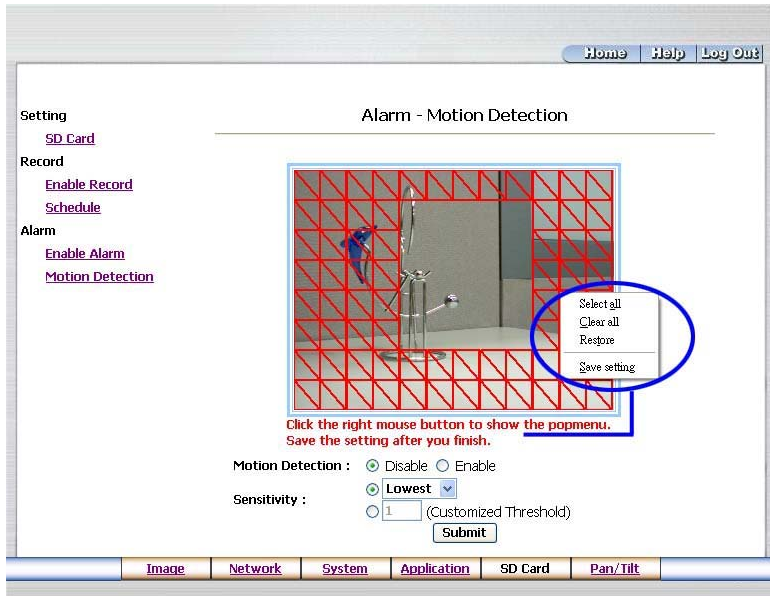 Home Help Log Out
Alarm - Motion Detection
Setting
SD Card
Record
Enable Record
Schedule
Alarm
Enable Alarm
Motion Detection
Select all
Clear all
Restore
Save setting
Click the right mouse button to show the popmenu.
Save the setting after you finish.
Motion Detection : Disable Enable
Sensitivity : Lowest
1 (Customized Threshold)
Submit
Image Network System Application SD Card Pan/Tilt